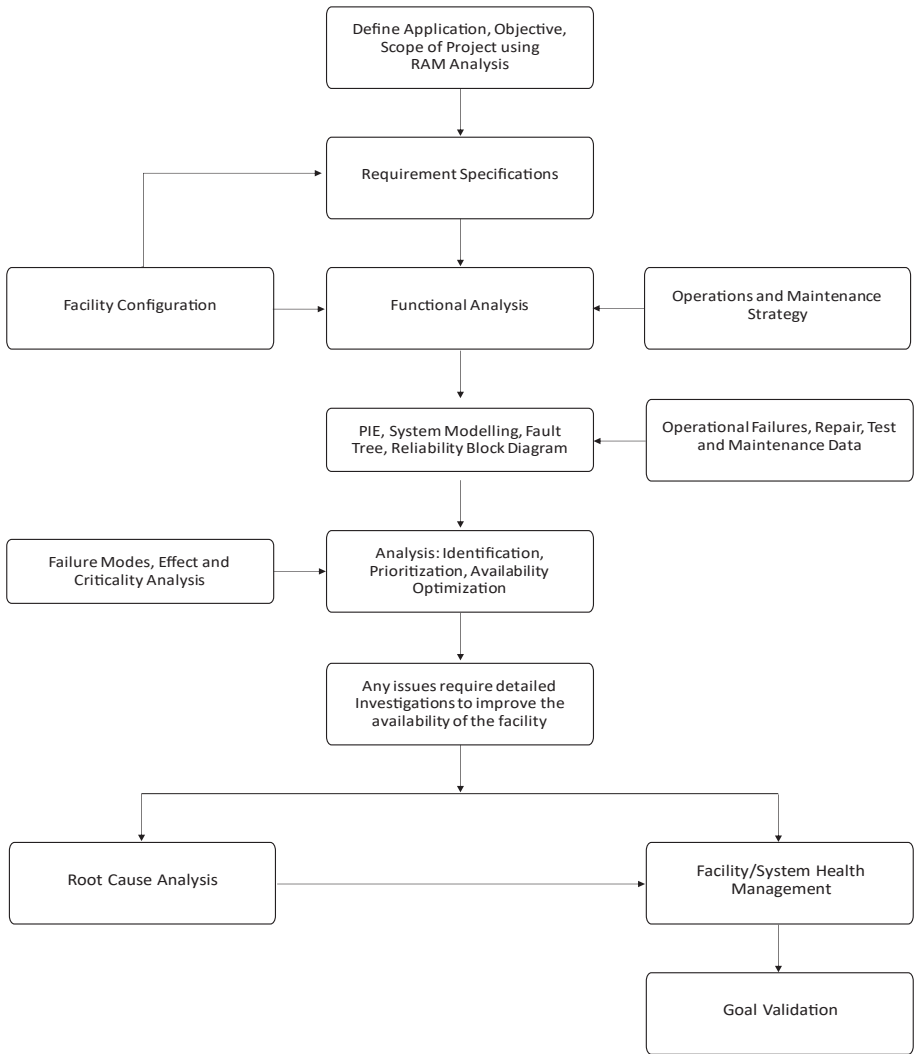 Define Application, Objective,
Scope of Project using
RAM Analysis
Requirement Specifications
Facility Configuration
Functional Analysis
Operations and Maintenance
Strategy
PIE, System Modelling, Fault
Tree, Reliability Block Diagram
Operational Failures, Repair, Test
and Maintenance Data
Failure Modes, Effect and
Criticality Analysis
Analysis: Identification,
Prioritization, Availability
Optimization
Any issues require detailed
Investigations to improve the
availability of the facility
Root Cause Analysis
Facility/System Health
Management
Goal Validation